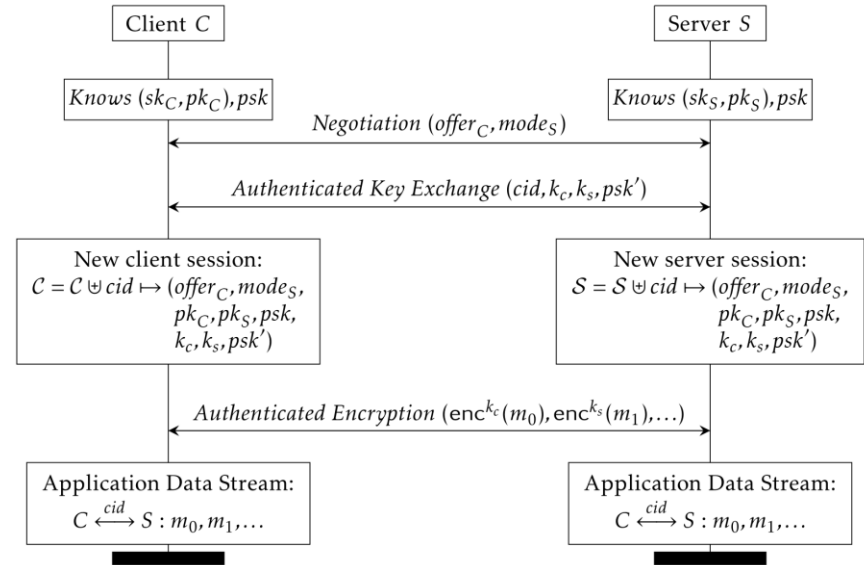 Client C
Server S
Knows (sk_C, pk_C), psk
Knows (sk_S, pk_S), psk
Negotiation (offer_C, mode_S)
Authenticated Key Exchange (cid, k_c, k_s, psk′)
New client session:
𝒞 = 𝒞 ⊎ cid ↦ (offer_C, mode_S,
pk_C, pk_S, psk,
k_c, k_s, psk′)
New server session:
𝒮 = 𝒮 ⊎ cid ↦ (offer_C, mode_S,
pk_C, pk_S, psk,
k_c, k_s, psk′)
Authenticated Encryption (enc^{k_c}(m_0), enc^{k_s}(m_1), …)
Application Data Stream:
C ⟷^{cid} S : m_0, m_1, …
Application Data Stream:
C ⟷^{cid} S : m_0, m_1, …